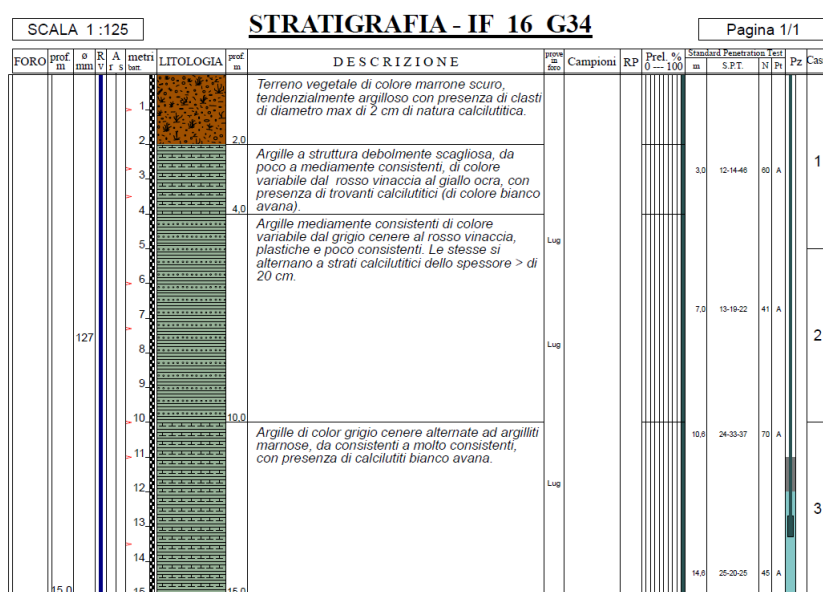 SCALA 1 :125
STRATIGRAFIA - IF 16 G34
Pagina 1/1
FORO
prof. m
ø mm
R v
A r s
metri batt.
LITOLOGIA
prof. m
DESCRIZIONE
prove in foro
Campioni
RP
Prel. % 0 --- 100
Standard Penetration Test
m
S.P.T.
N
Pt
Pz
Cass
Terreno vegetale di colore marrone scuro,
tendenzialmente argilloso con presenza di clasti
di diametro max di 2 cm di natura calcilutitica.
1
2
2,0
Argille a struttura debolmente scagliosa, da
poco a mediamente consistenti, di colore
variabile dal rosso vinaccia al giallo ocra, con
presenza di trovanti calcilutitici (di colore bianco
avana).
3
4
4,0
3,0
12-14-46
60
A
1
Argille mediamente consistenti di colore
variabile dal grigio cenere al rosso vinaccia,
plastiche e poco consistenti. Le stesse si
alternano a strati calcilutitici dello spessore > di
20 cm.
5
Lug
6
7
7,0
13-19-22
41
A
127
8
Lug
2
9
10
10,0
Argille di color grigio cenere alternate ad argilliti
marnose, da consistenti a molto consistenti,
con presenza di calcilutiti bianco avana.
10,6
24-33-37
70
A
11
12
Lug
13
3
14
14,6
25-20-25
45
A
15,0
15
15,0